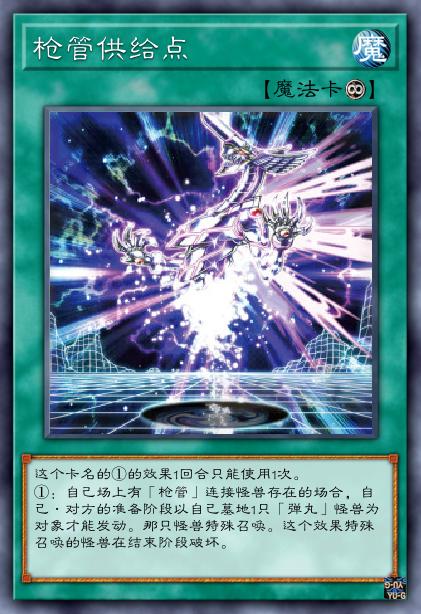 枪管供给点
魔
【魔法卡∞】
这个卡名的①的效果1回合只能使用1次。
①：自己场上有「枪管」连接怪兽存在的场合，自
己·对方的准备阶段以自己墓地1只「弹丸」怪兽为
对象才能发动。那只怪兽特殊召唤。这个效果特殊
召唤的怪兽在结束阶段破坏。
YU-G